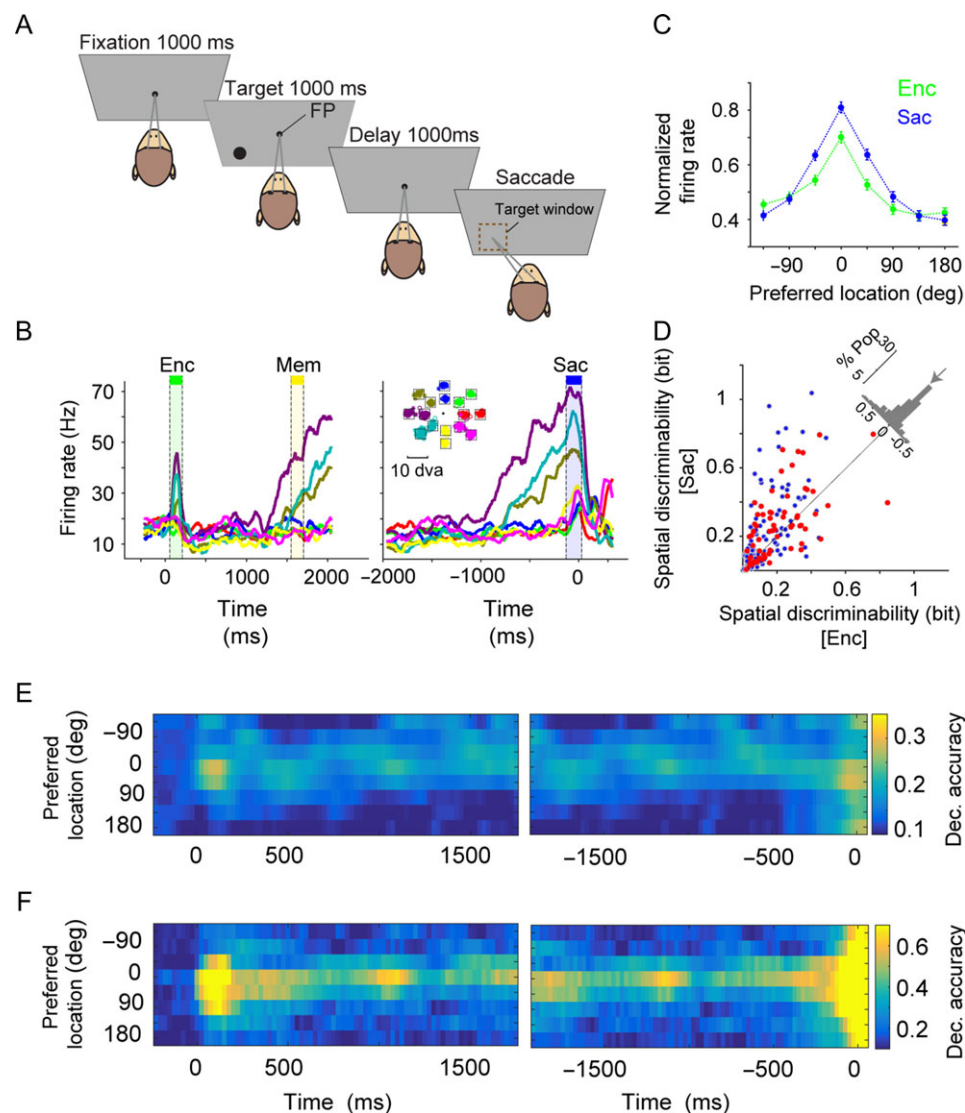 A
Fixation 1000 ms
Target 1000 ms
FP
Delay 1000ms
Saccade
Target window
B
Enc
Mem
Sac
70
50
30
10
Firing rate (Hz)
10 dva
0
1000
2000
−2000
−1000
0
Time
(ms)
Time
(ms)
C
Enc
Sac
0.8
0.6
0.4
Normalized
firing rate
−90
0
90
180
Preferred location (deg)
D
% Pop
30
5
0.5
0
-0.5
1
0.6
0.2
Spatial discriminability (bit)
[Sac]
0.2
0.6
1
Spatial discriminability (bit)
[Enc]
E
Preferred
location (deg)
−90
0
90
180
0
500
1500
−1500
−500
0
0.3
0.2
0.1
Dec. accuracy
F
Preferred
location (deg)
−90
0
90
180
0
500
1500
−1500
−500
0
Time (ms)
Time (ms)
0.6
0.4
0.2
Dec. accuracy